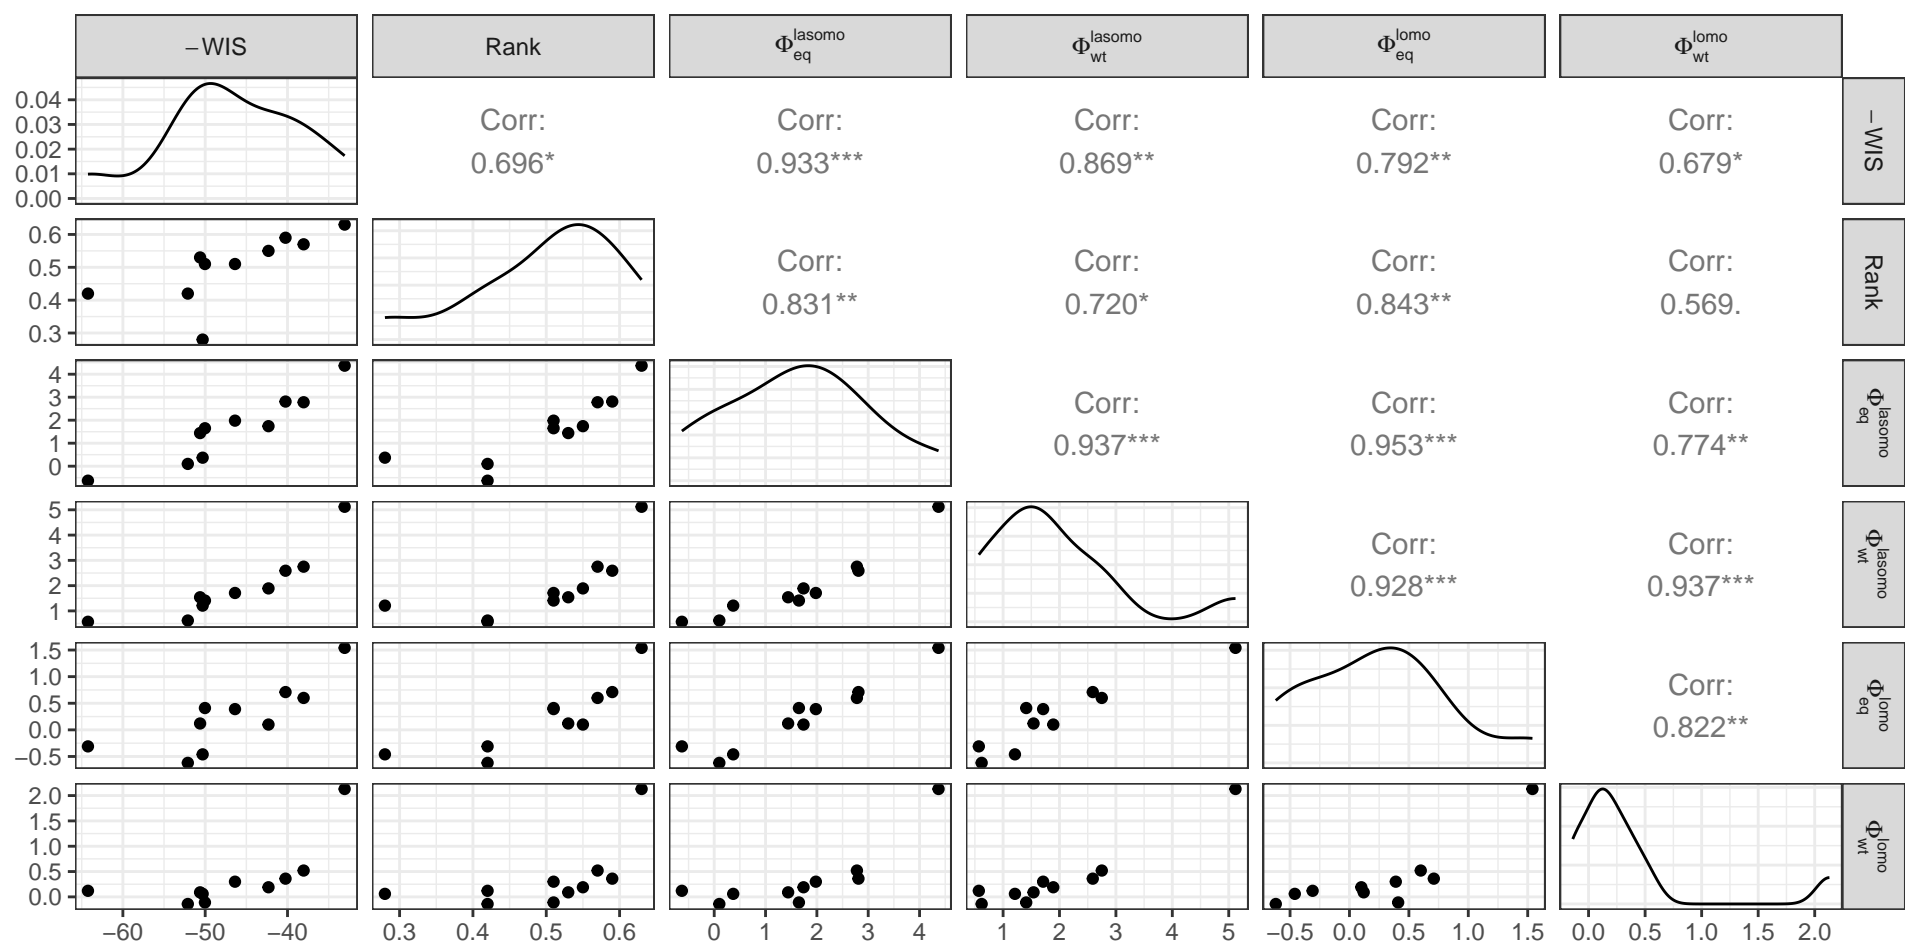 −WIS Rank Φ^lasomo_eq Φ^lasomo_wt Φ^lomo_eq Φ^lomo_wt
0.04
0.03
0.02
0.01
0.00
Corr: Corr: Corr: Corr: Corr:
0.696* 0.933*** 0.869** 0.792** 0.679*
−WIS
0.6
0.5
0.4
0.3
Corr: Corr: Corr: Corr:
0.831** 0.720* 0.843** 0.569.
Rank
4
3
2
1
0
Corr: Corr: Corr:
0.937*** 0.953*** 0.774**
Φ^lasomo_eq
5
4
3
2
1
Corr: Corr:
0.928*** 0.937***
Φ^lasomo_wt
1.5
1.0
0.5
0.0
−0.5
Corr:
0.822**
Φ^lomo_eq
2.0
1.5
1.0
0.5
0.0
Φ^lomo_wt
−60 −50 −40 0.3 0.4 0.5 0.6 0 1 2 3 4 1 2 3 4 5 −0.5 0.0 0.5 1.0 1.5 0.0 0.5 1.0 1.5 2.0